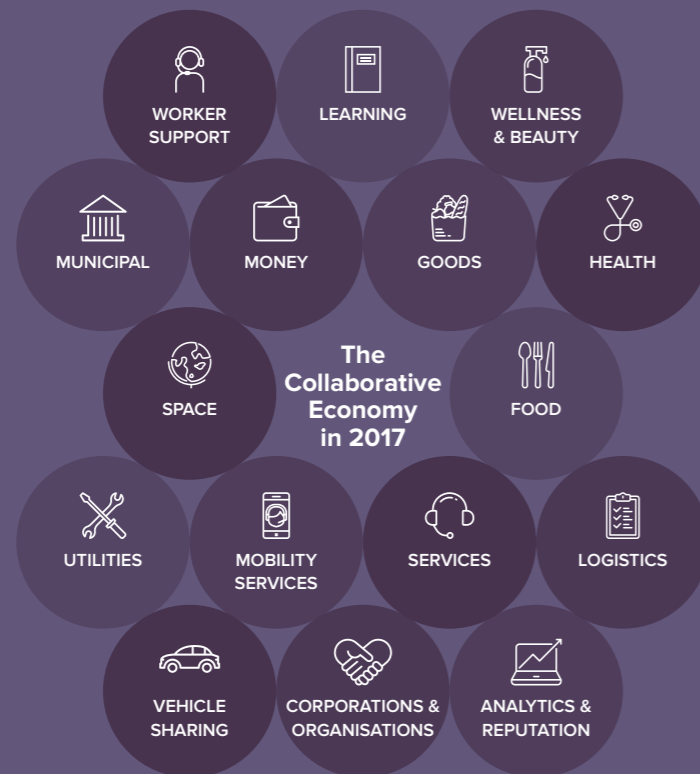 WORKER
SUPPORT
LEARNING
WELLNESS
& BEAUTY
MUNICIPAL
MONEY
GOODS
HEALTH
SPACE
The
Collaborative
Economy
in 2017
FOOD
UTILITIES
MOBILITY
SERVICES
SERVICES
LOGISTICS
VEHICLE
SHARING
CORPORATIONS &
ORGANISATIONS
ANALYTICS &
REPUTATION